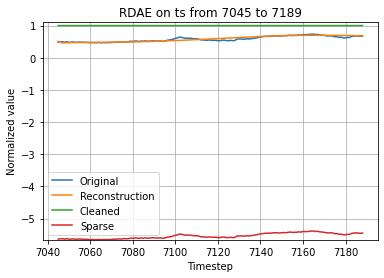 RDAE on ts from 7045 to 7189
Normalized value
1
0
−1
−2
−3
−4
−5
Original
Reconstruction
Cleaned
Sparse
7040 7060 7080 7100 7120 7140 7160 7180
Timestep